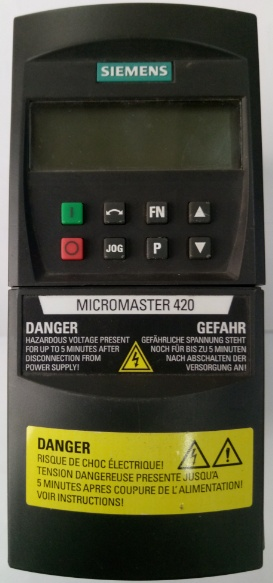 SIEMENS
I FN
O JOG P
MICROMASTER 420
DANGER
HAZARDOUS VOLTAGE PRESENT
FOR UP TO 5 MINUTES AFTER
DISCONNECTION FROM
POWER SUPPLY!
GEFAHR
GEFÄHRLICHE SPANNUNG STEHT
NOCH FÜR BIS ZU 5 MINUTEN
NACH ABSCHALTEN DER
VERSORGUNG AN!
DANGER
RISQUE DE CHOC ÉLECTRIQUE!
TENSION DANGEREUSE PRESENTE JUSQU'A
5 MINUTES APRES COUPURE DE L'ALIMENTATION!
VOIR INSTRUCTIONS!